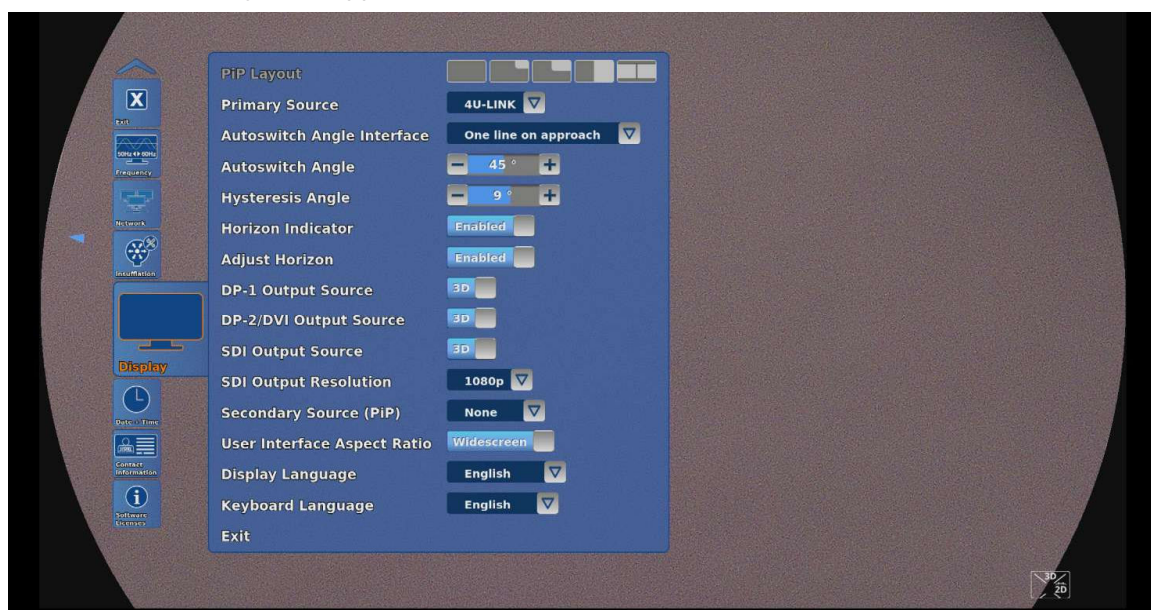 PiP Layout
Primary Source 4U-LINK
Autoswitch Angle Interface One line on approach
Autoswitch Angle − 45 ° +
Hysteresis Angle − 9 ° +
Horizon Indicator Enabled
Adjust Horizon Enabled
DP-1 Output Source 3D
DP-2/DVI Output Source 3D
SDI Output Source 3D
SDI Output Resolution 1080p
Secondary Source (PiP) None
User Interface Aspect Ratio Widescreen
Display Language English
Keyboard Language English
Exit
X
Exit
50Hz 60Hz
Frequency
Network
Insufflation
Display
Date Time
Contact
Information
i
Software
Licenses
3D
2D